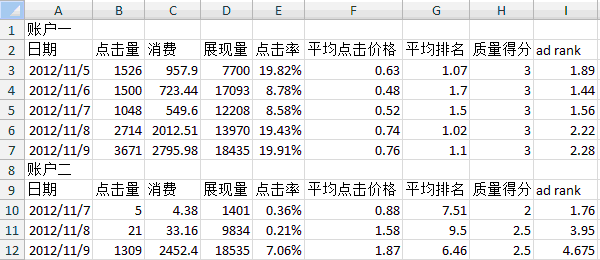 A B C D E F G H I
1 账户一
2 日期 点击量 消费 展现量 点击率 平均点击价格 平均排名 质量得分 ad rank
3 2012/11/5 1526 957.9 7700 19.82% 0.63 1.07 3 1.89
4 2012/11/6 1500 723.44 17093 8.78% 0.48 1.7 3 1.44
5 2012/11/7 1048 549.6 12208 8.58% 0.52 1.5 3 1.56
6 2012/11/8 2714 2012.51 13970 19.43% 0.74 1.02 3 2.22
7 2012/11/9 3671 2795.98 18435 19.91% 0.76 1.1 3 2.28
8 账户二
9 日期 点击量 消费 展现量 点击率 平均点击价格 平均排名 质量得分 ad rank
10 2012/11/7 5 4.38 1401 0.36% 0.88 7.51 2 1.76
11 2012/11/8 21 33.16 9834 0.21% 1.58 9.5 2.5 3.95
12 2012/11/9 1309 2452.4 18535 7.06% 1.87 6.46 2.5 4.675